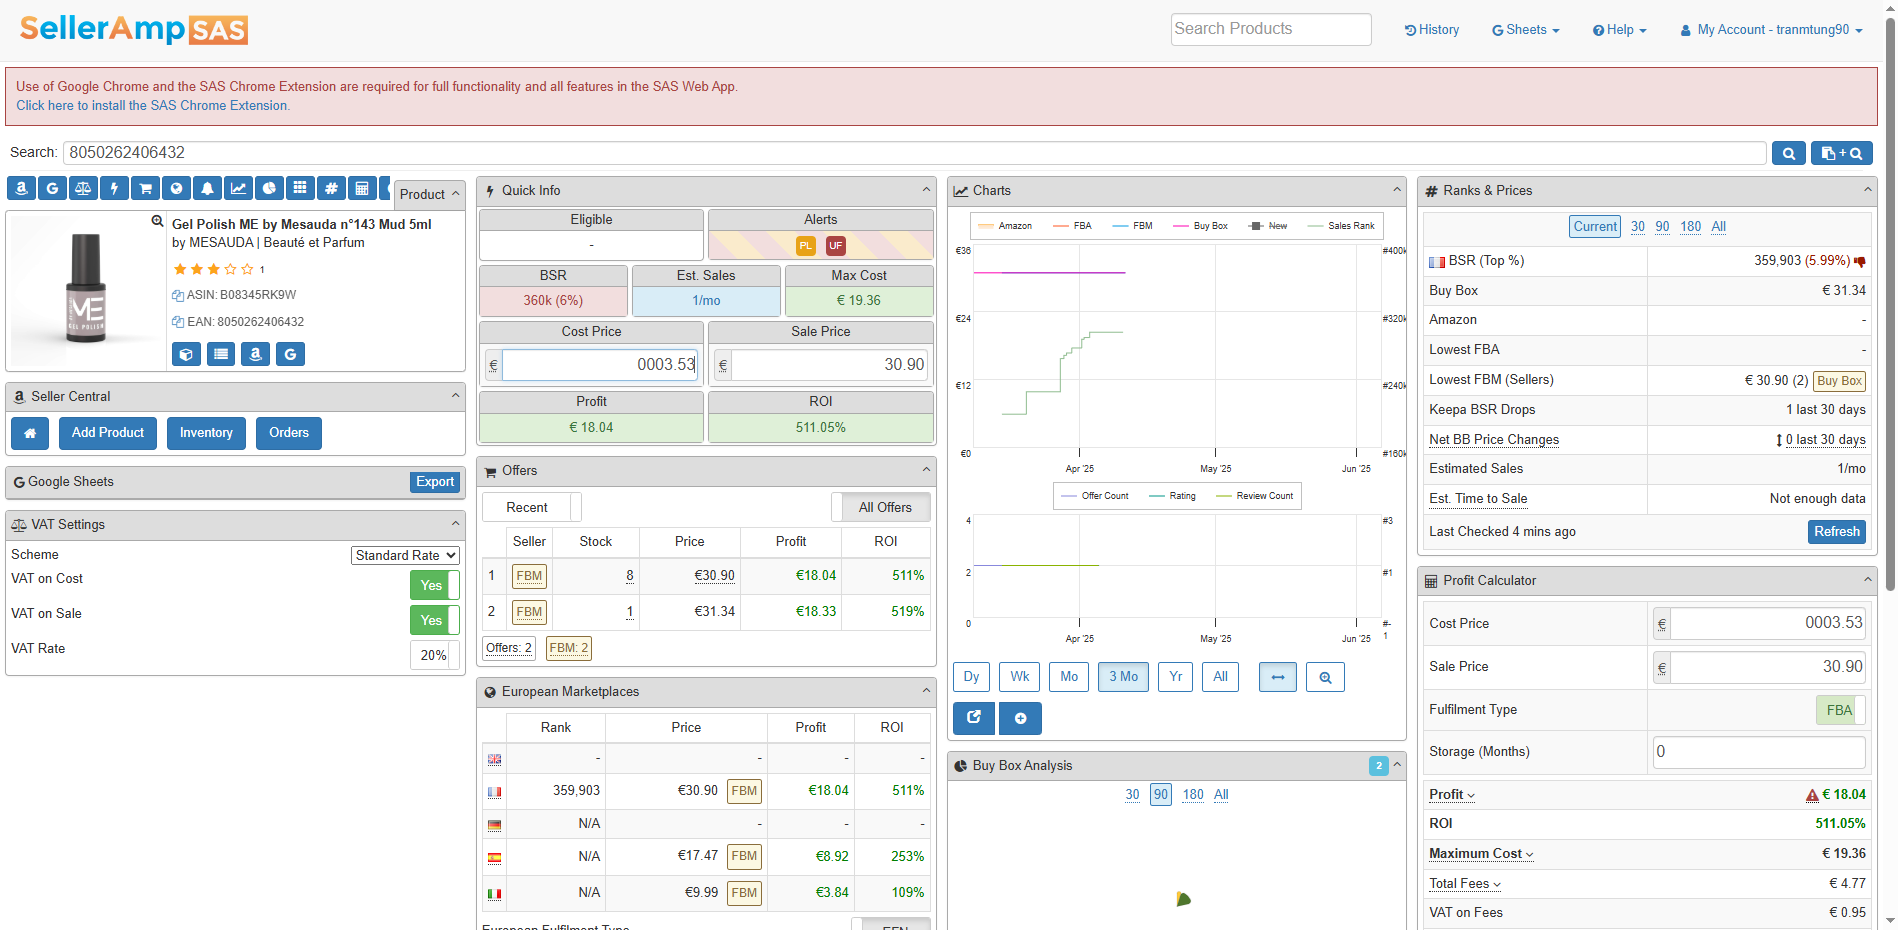 SellerAmp SAS
Search Products
History
G Sheets
Help
My Account - tranmtung90
Use of Google Chrome and the SAS Chrome Extension are required for full functionality and all features in the SAS Web App.
Click here to install the SAS Chrome Extension.
Search: 8050262406432
Product
Gel Polish ME by Mesauda n°143 Mud 5ml
by MESAUDA | Beauté et Parfum
1
ASIN: B08345RK9W
EAN: 8050262406432
ME
GEL POLISH
Seller Central
Add Product
Inventory
Orders
Google Sheets
Export
VAT Settings
Scheme
Standard Rate
VAT on Cost
Yes
VAT on Sale
Yes
VAT Rate
20%
Quick Info
Eligible
Alerts
-
PL
UF
BSR
Est. Sales
Max Cost
360k (6%)
1/mo
€ 19.36
Cost Price
Sale Price
€ 0003.53
€ 30.90
Profit
ROI
€ 18.04
511.05%
Offers
Recent
All Offers
Seller Stock Price Profit ROI
1 FBM 8 €30.90 €18.04 511%
2 FBM 1 €31.34 €18.33 519%
Offers: 2
FBM: 2
European Marketplaces
Rank Price Profit ROI
- - - -
359,903 €30.90 FBM €18.04 511%
N/A - - -
N/A €17.47 FBM €8.92 253%
N/A €9.99 FBM €3.84 109%
European Fulfilment Type
EFN
Charts
Amazon FBA FBM Buy Box New Sales Rank
€36
#400k
€24
#320k
€12
#240k
€0
#160k
Apr '25 May '25 Jun '25
Offer Count Rating Review Count
4
#3
2
#1
0
#-1
Apr '25 May '25 Jun '25
Dy
Wk
Mo
3 Mo
Yr
All
Buy Box Analysis
2
30 90 180 All
Ranks & Prices
Current 30 90 180 All
BSR (Top %) 359,903 (5.99%)
Buy Box € 31.34
Amazon -
Lowest FBA -
Lowest FBM (Sellers) € 30.90 (2) Buy Box
Keepa BSR Drops 1 last 30 days
Net BB Price Changes 0 last 30 days
Estimated Sales 1/mo
Est. Time to Sale Not enough data
Last Checked 4 mins ago
Refresh
Profit Calculator
Cost Price € 0003.53
Sale Price € 30.90
Fulfilment Type FBA
Storage (Months) 0
Profit € 18.04
ROI 511.05%
Maximum Cost € 19.36
Total Fees € 4.77
VAT on Fees € 0.95